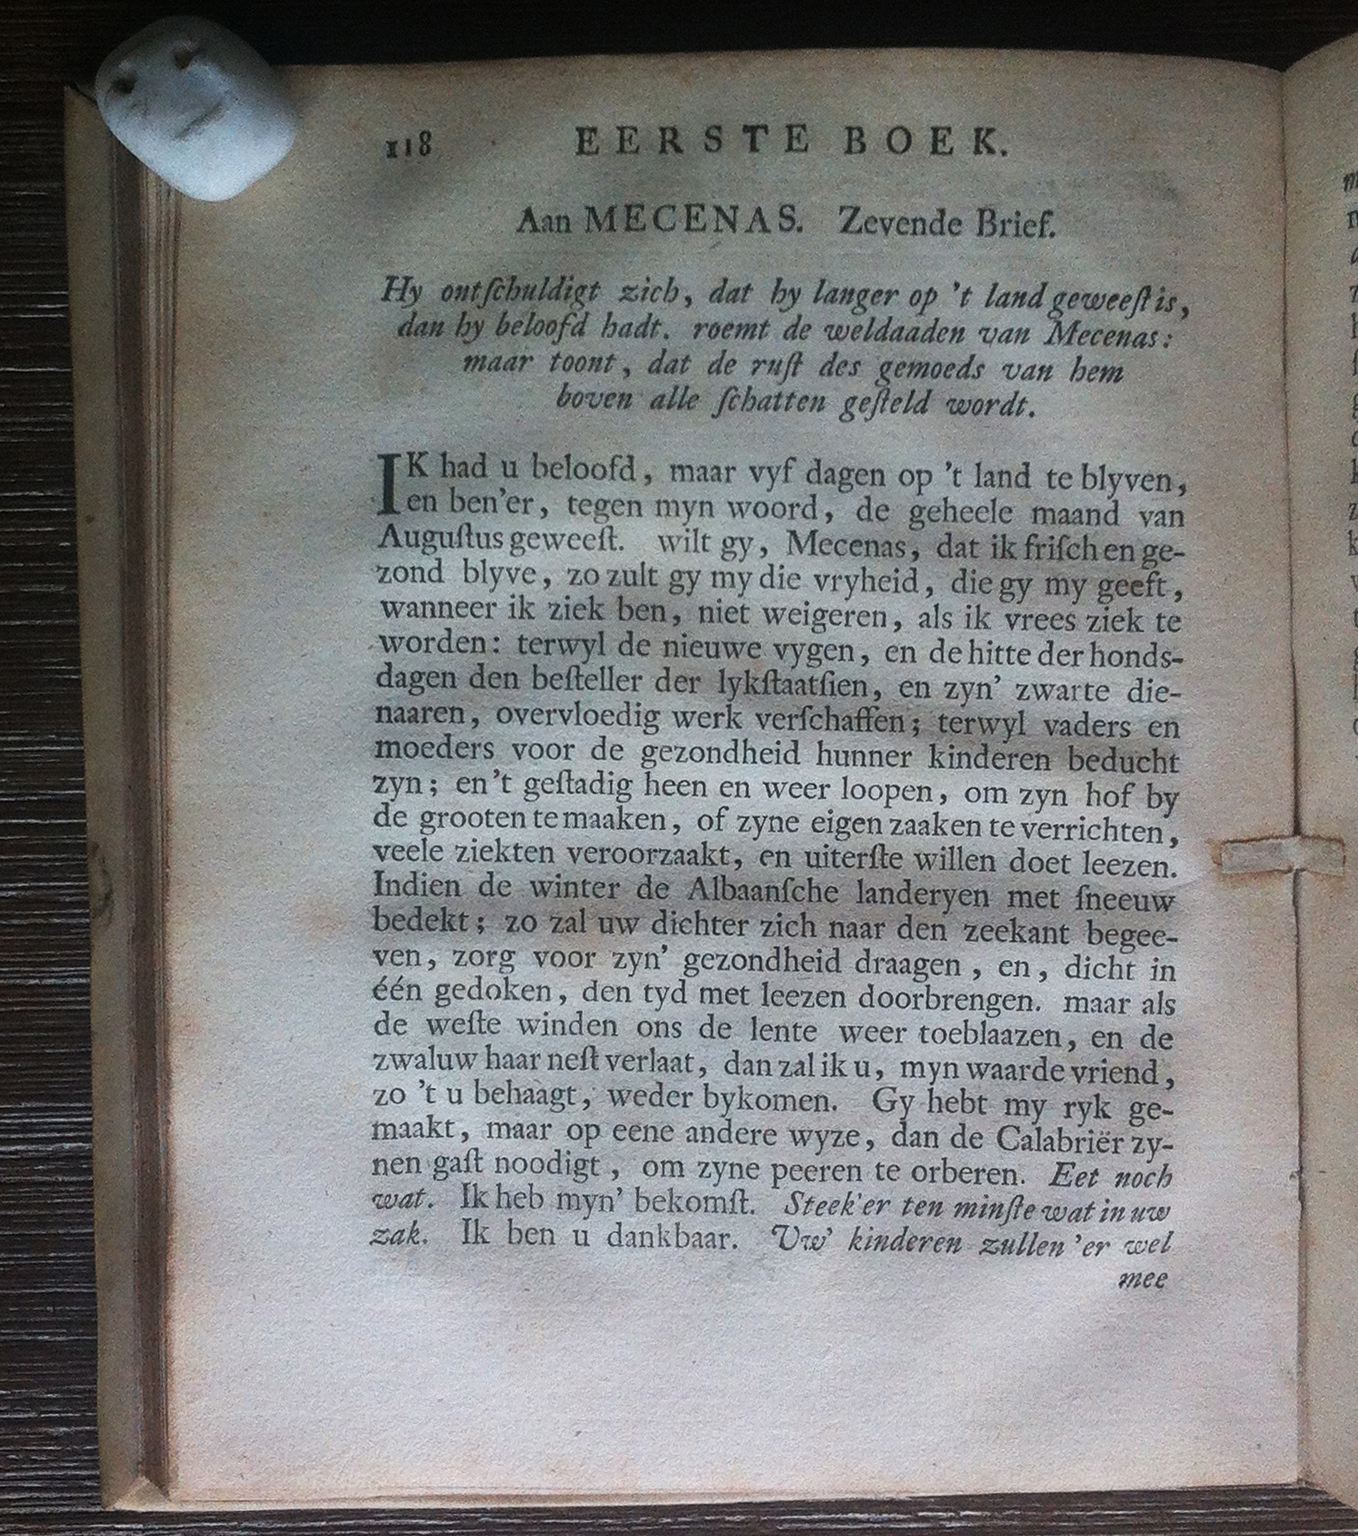 118 EERSTE BOEK.
Aan MECENAS. Zevende Brief.
Hy ontſchuldigt zich, dat hy langer op 't land geweeſt is,
dan hy beloofd hadt. roemt de weldaaden van Mecenas:
maar toont, dat de ruſt des gemoeds van hem
boven alle ſchatten geſteld wordt.
IK had u beloofd, maar vyf dagen op 't land te blyven,
en ben'er, tegen myn woord, de geheele maand van
Auguſtus geweeſt. wilt gy, Mecenas, dat ik friſch en ge-
zond blyve, zo zult gy my die vryheid, die gy my geeft,
wanneer ik ziek ben, niet weigeren, als ik vrees ziek te
worden: terwyl de nieuwe vygen, en de hitte der honds-
dagen den beſteller der lykſtaatſien, en zyn' zwarte die-
naaren, overvloedig werk verſchaffen; terwyl vaders en
moeders voor de gezondheid hunner kinderen beducht
zyn; en 't geſtadig heen en weer loopen, om zyn hof by
de grooten te maaken, of zyne eigen zaaken te verrichten,
veele ziekten veroorzaakt, en uiterſte willen doet leezen.
Indien de winter de Albaanſche landeryen met ſneeuw
bedekt; zo zal uw dichter zich naar den zeekant begee-
ven, zorg voor zyn' gezondheid draagen, en, dicht in
één gedoken, den tyd met leezen doorbrengen. maar als
de weſte winden ons de lente weer toeblaazen, en de
zwaluw haar neſt verlaat, dan zal ik u, myn waarde vriend,
zo 't u behaagt, weder bykomen. Gy hebt my ryk ge-
maakt, maar op eene andere wyze, dan de Calabriër zy-
nen gaſt noodigt, om zyne peeren te orberen. Eet noch
wat. Ik heb myn' bekomſt. Steek'er ten minſte wat in uw
zak. Ik ben u dankbaar. Uw' kinderen zullen 'er wel
mee